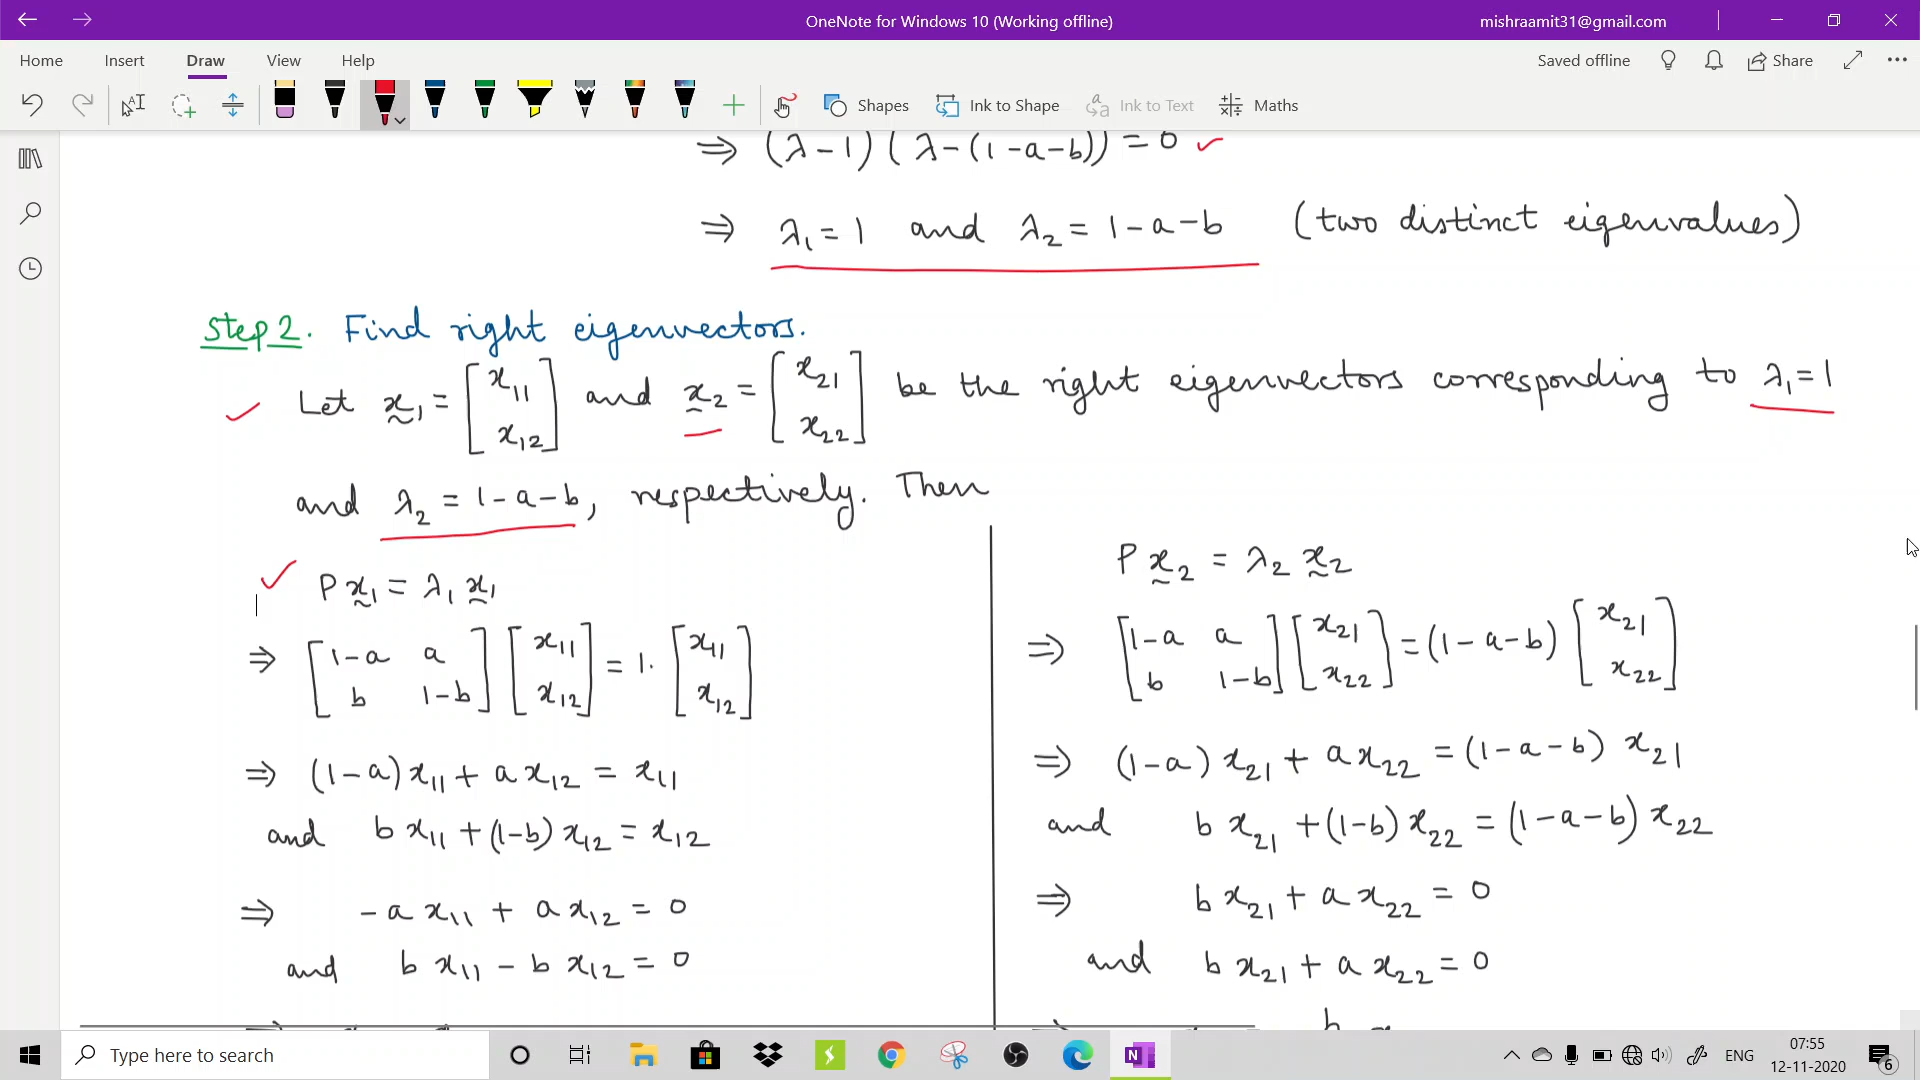 OneNote for Windows 10 (Working offline)
mishraamit31@gmail.com
Home Insert Draw View Help
Saved offline Share
Shapes Ink to Shape Ink to Text Maths
⇒ (λ-1)(λ-(1-a-b)) = 0 ✓
⇒ λ₁ = 1 and λ₂ = 1-a-b (two distinct eigenvalues)
Step 2. Find right eigenvectors.
✓ Let x₁ = [x₁₁ x₁₂] and x₂ = [x₂₁ x₂₂] be the right eigenvectors corresponding to λ₁=1
and λ₂ = 1-a-b, respectively. Then
✓ P x₁ = λ₁ x₁
⇒ [1-a a b 1-b] [x₁₁ x₁₂] = 1. [x₁₁ x₁₂]
⇒ (1-a) x₁₁ + a x₁₂ = x₁₁
and b x₁₁ + (1-b) x₁₂ = x₁₂
⇒ -a x₁₁ + a x₁₂ = 0
and b x₁₁ - b x₁₂ = 0
P x₂ = λ₂ x₂
⇒ [1-a a b 1-b] [x₂₁ x₂₂] = (1-a-b) [x₂₁ x₂₂]
⇒ (1-a) x₂₁ + a x₂₂ = (1-a-b) x₂₁
and b x₂₁ + (1-b) x₂₂ = (1-a-b) x₂₂
⇒ b x₂₁ + a x₂₂ = 0
and b x₂₁ + a x₂₂ = 0
Type here to search
ENG
07:55
12-11-2020
6